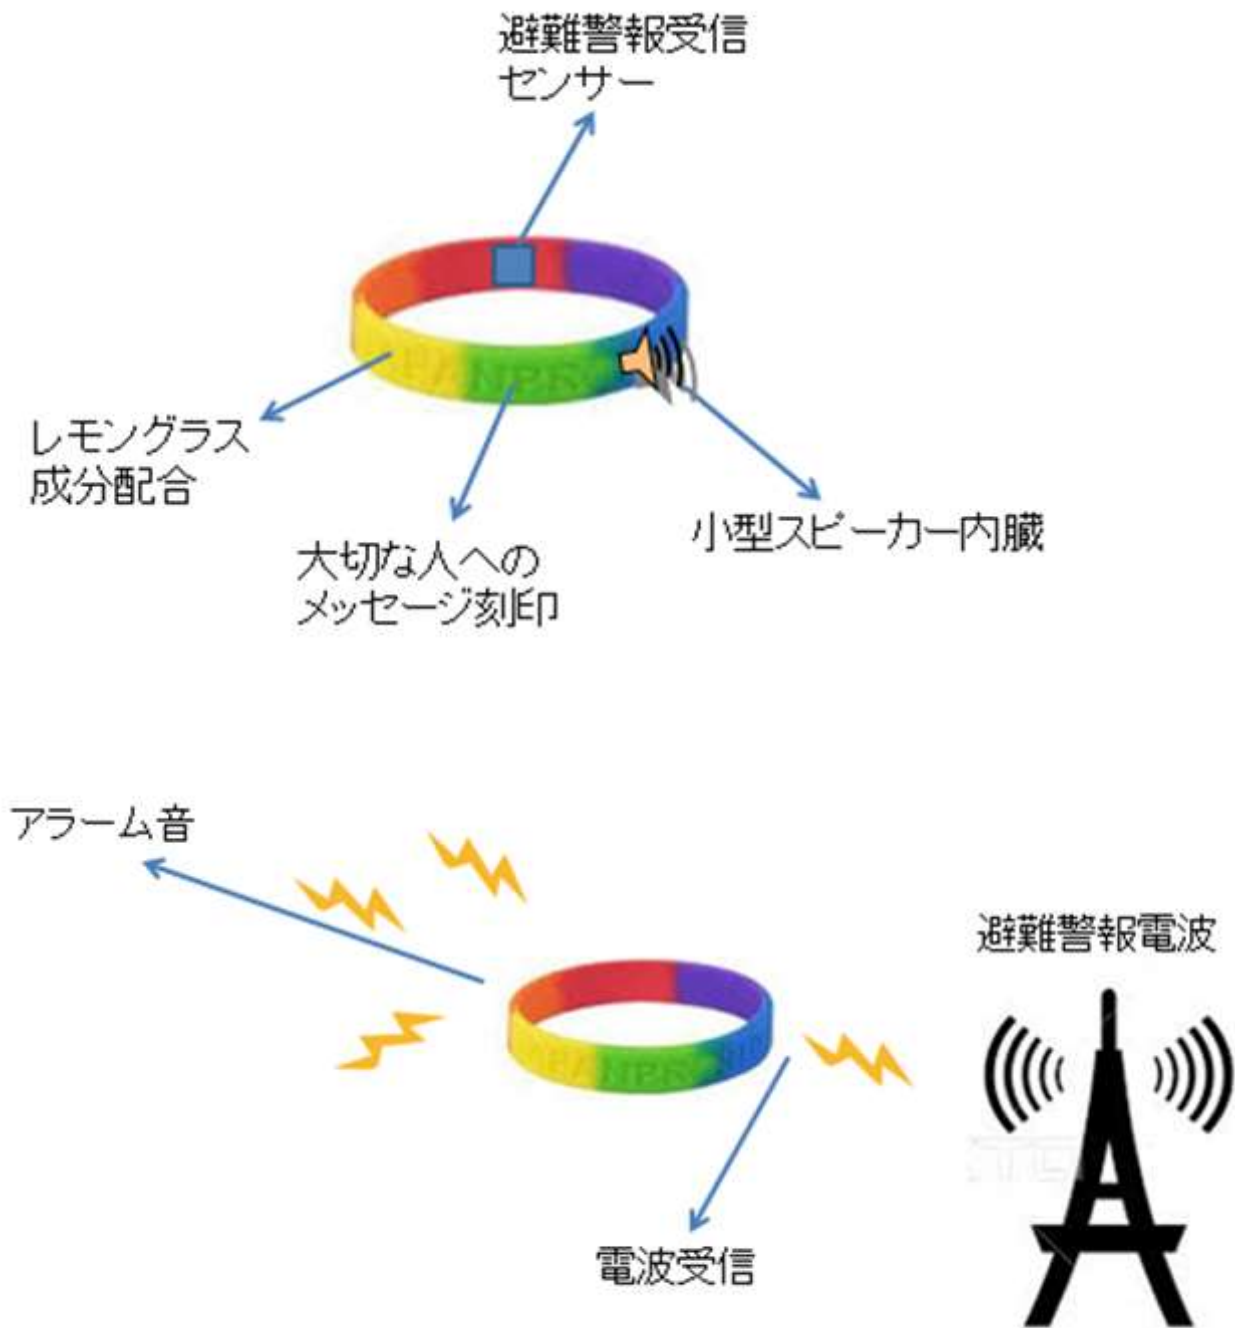 避難警報受信
センサー
レモングラス
成分配合
大切な人への
メッセージ刻印
小型スピーカー内臓
アラーム音
避難警報電波
電波受信